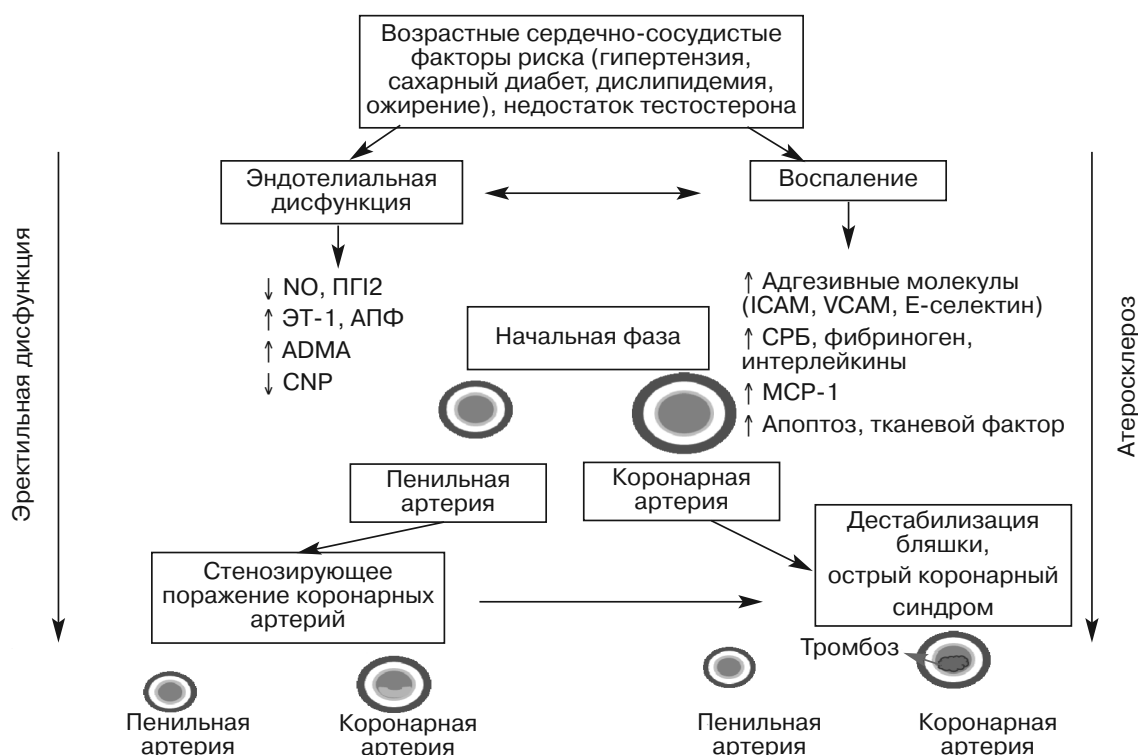 Возрастные сердечно-сосудистые
факторы риска (гипертензия,
сахарный диабет, дислипидемия,
ожирение), недостаток тестостерона
Эндотелиальная
дисфункция
Воспаление
Эректильная дисфункция
Атеросклероз
↓ NO, ПГI2
↑ ЭТ-1, АПФ
↑ ADMA
↓ CNP
↑ Адгезивные молекулы
(ICAM, VCAM, E-селектин)
↑ СРБ, фибриноген,
интерлейкины
↑ MCP-1
↑ Апоптоз, тканевой фактор
Начальная фаза
Пенильная
артерия
Коронарная
артерия
Стенозирующее
поражение коронарных
артерий
Дестабилизация
бляшки,
острый коронарный
синдром
Тромбоз
Пенильная
артерия
Коронарная
артерия
Пенильная
артерия
Коронарная
артерия